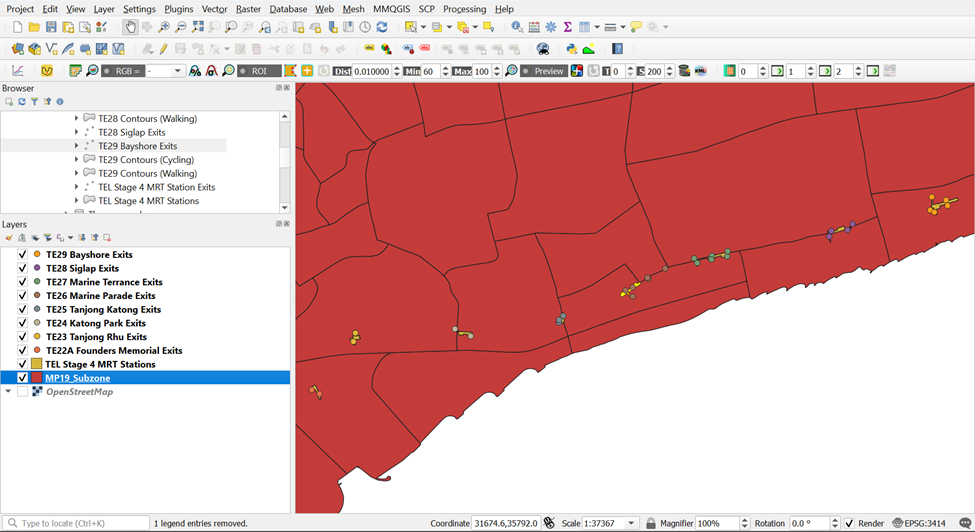 Project Edit View Layer Settings Plugins Vector Raster Database Web Mesh MMQGIS SCP Processing Help
RGB = - ROI Dist 0.010000 Min 60 Max 100 Preview T 0 S 200 KML 0 1 2
Browser
TE28 Contours (Walking)
TE28 Siglap Exits
TE29 Bayshore Exits
TE29 Contours (Cycling)
TE29 Contours (Walking)
TEL Stage 4 MRT Station Exits
TEL Stage 4 MRT Stations
Layers
TE29 Bayshore Exits
TE28 Siglap Exits
TE27 Marine Terrance Exits
TE26 Marine Parade Exits
TE25 Tanjong Katong Exits
TE24 Katong Park Exits
TE23 Tanjong Rhu Exits
TE22A Founders Memorial Exits
TEL Stage 4 MRT Stations
MP19_Subzone
OpenStreetMap
Type to locate (Ctrl+K) 1 legend entries removed. Coordinate 31674.6,35792.0 Scale 1:37367 Magnifier 100% Rotation 0.0 ° Render EPSG:3414